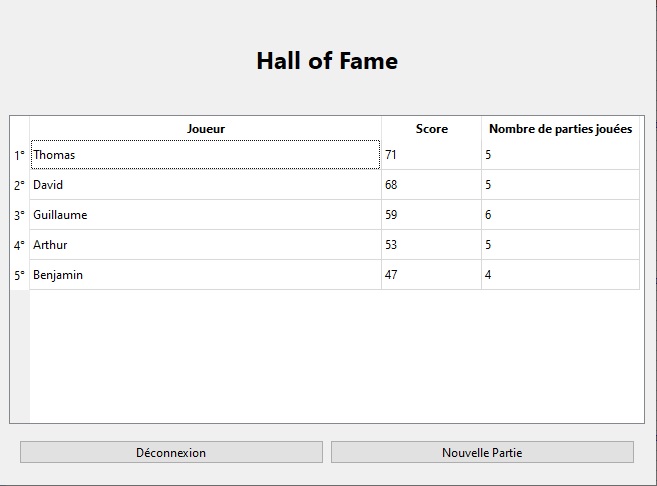 Hall of Fame
Joueur Score Nombre de parties jouées
1° Thomas 71 5
2° David 68 5
3° Guillaume 59 6
4° Arthur 53 5
5° Benjamin 47 4
Déconnexion Nouvelle Partie